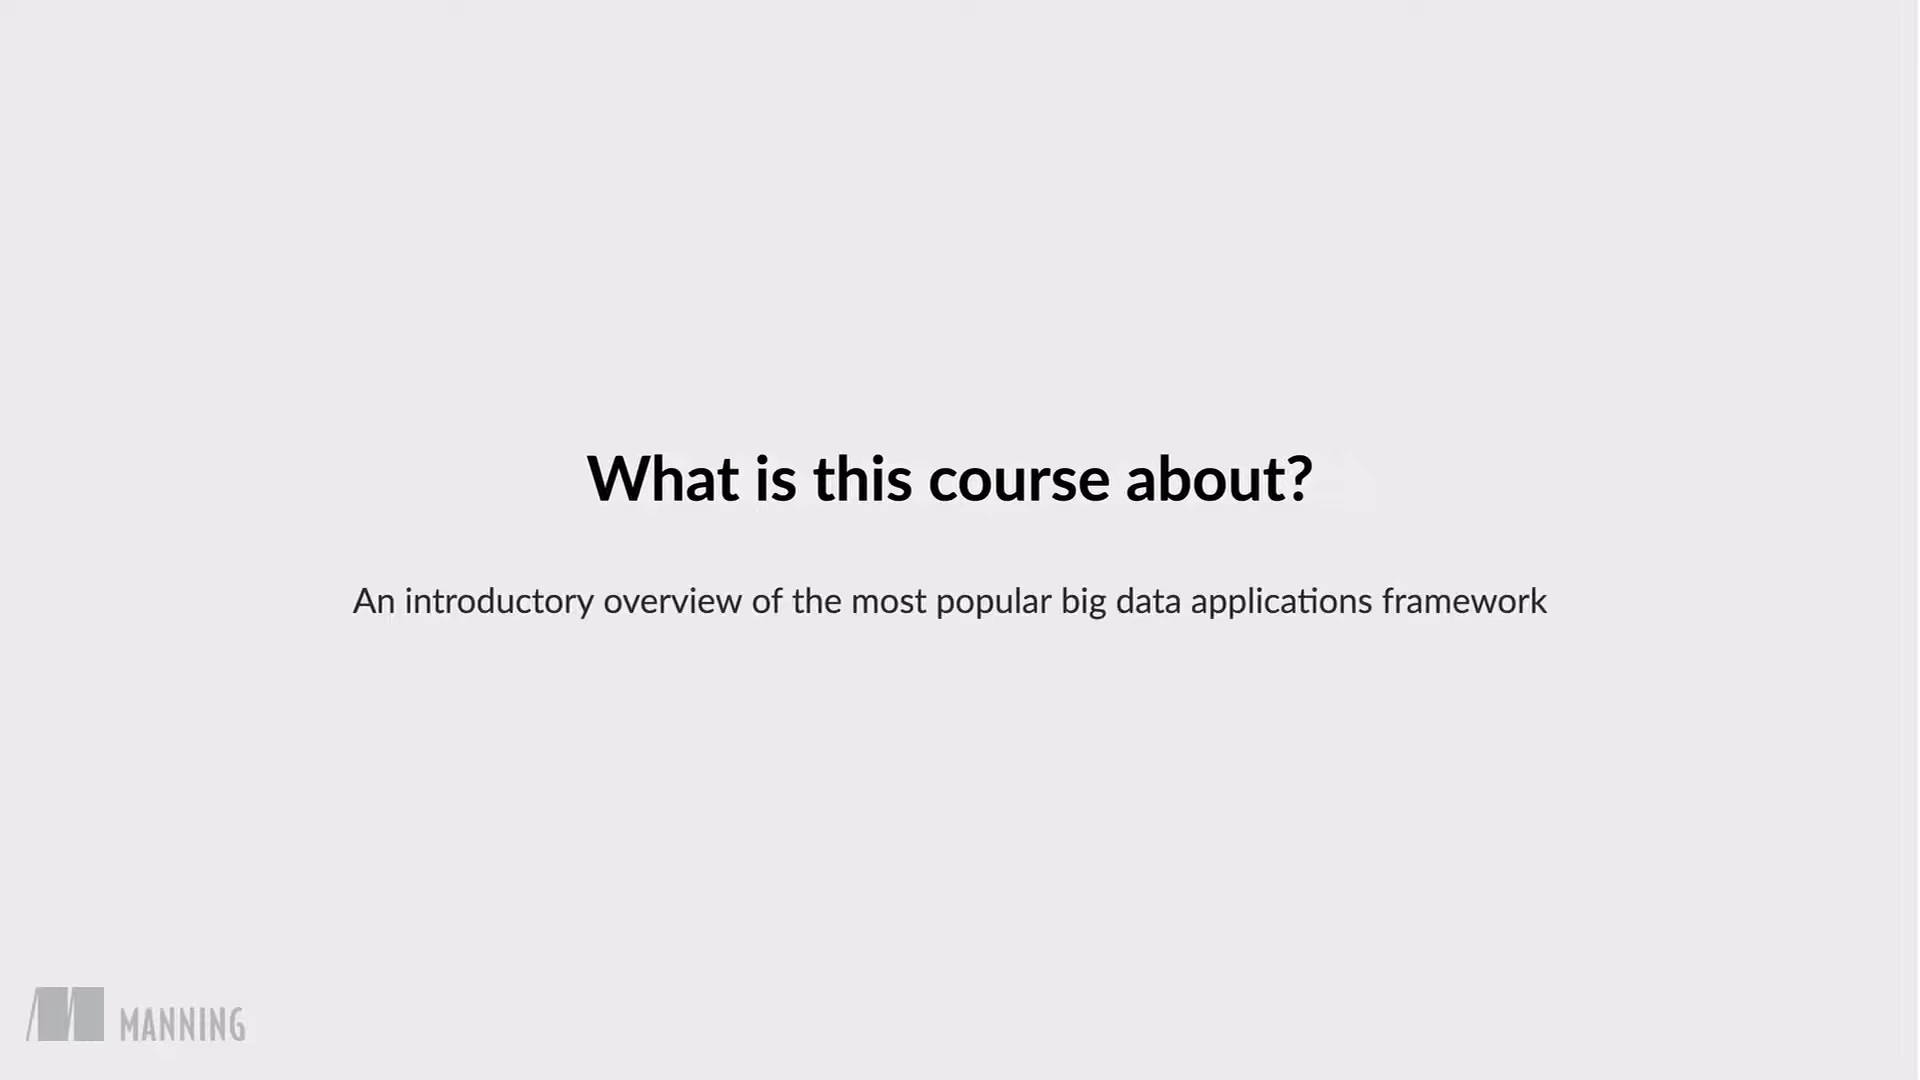 What is this course about?
An introductory overview of the most popular big data applications framework
MANNING